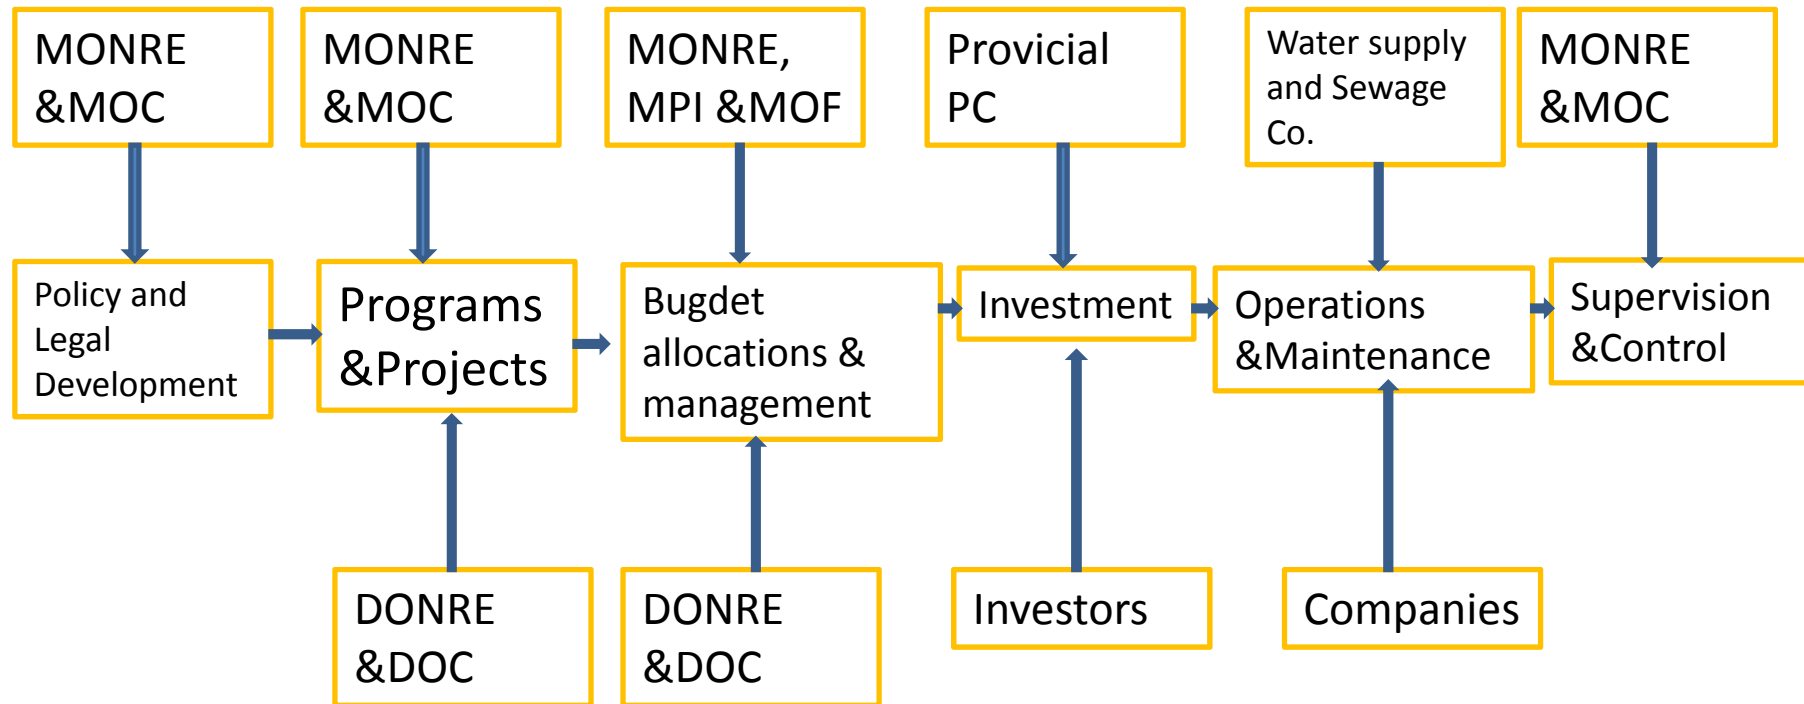 MONRE
&MOC
MONRE
&MOC
MONRE,
MPI &MOF
Provicial
PC
Water supply
and Sewage
Co.
MONRE
&MOC
Policy and
Legal
Development
Programs
&Projects
Bugdet
allocations &
management
Investment
Operations
&Maintenance
Supervision
&Control
DONRE
&DOC
DONRE
&DOC
Investors
Companies